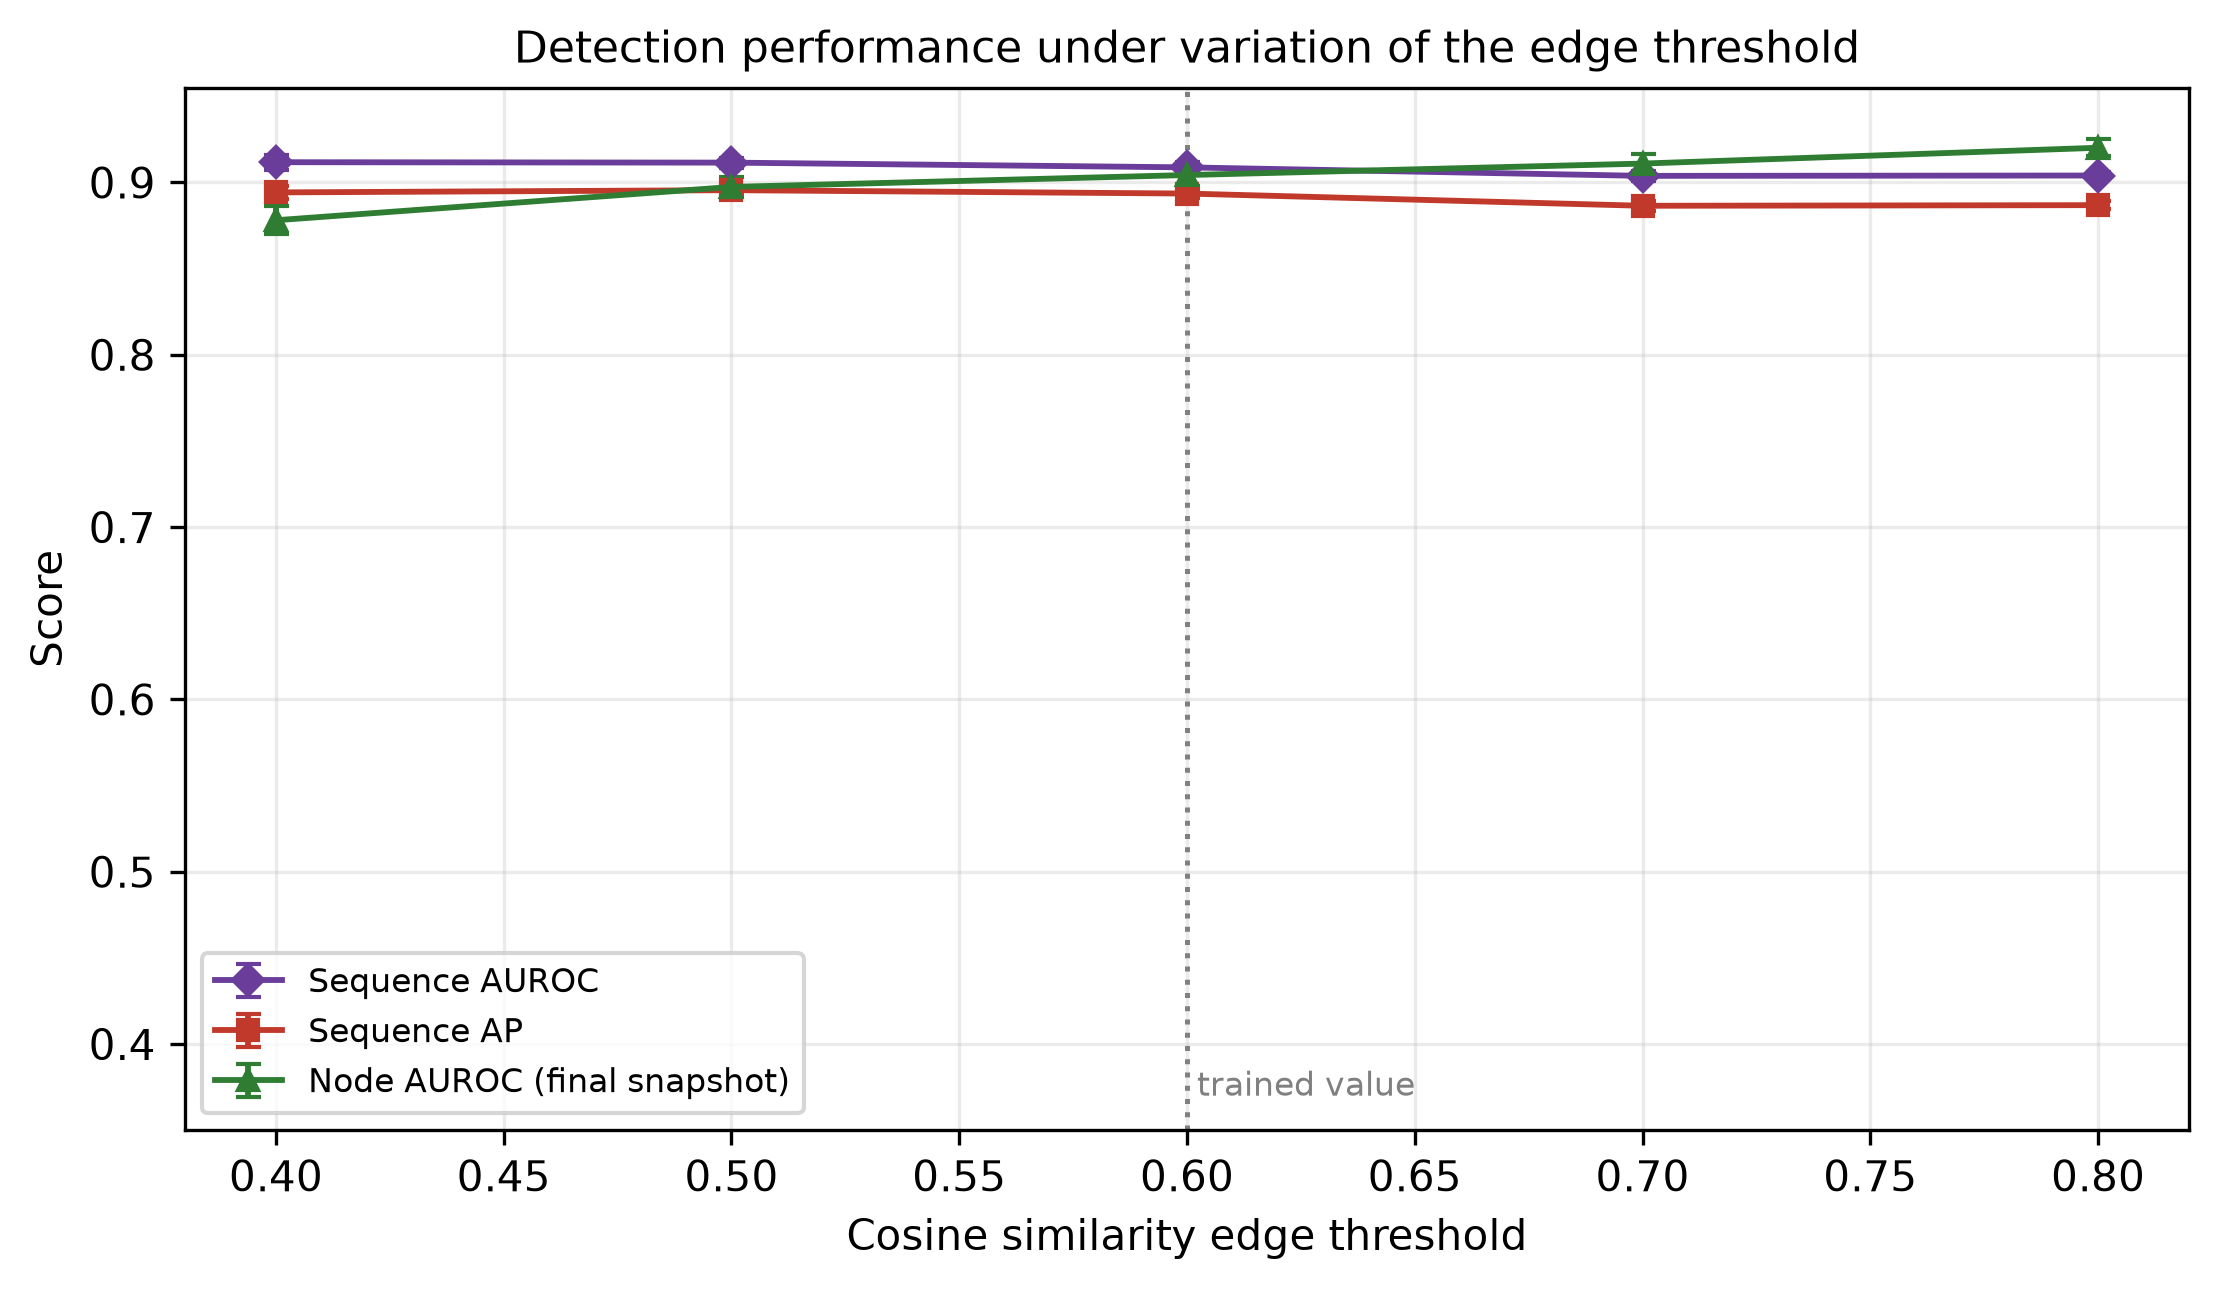 Detection performance under variation of the edge threshold
0.9
0.8
0.7
0.6
0.5
0.4
Score
Sequence AUROC
Sequence AP
Node AUROC (final snapshot)
trained value
0.40 0.45 0.50 0.55 0.60 0.65 0.70 0.75 0.80
Cosine similarity edge threshold